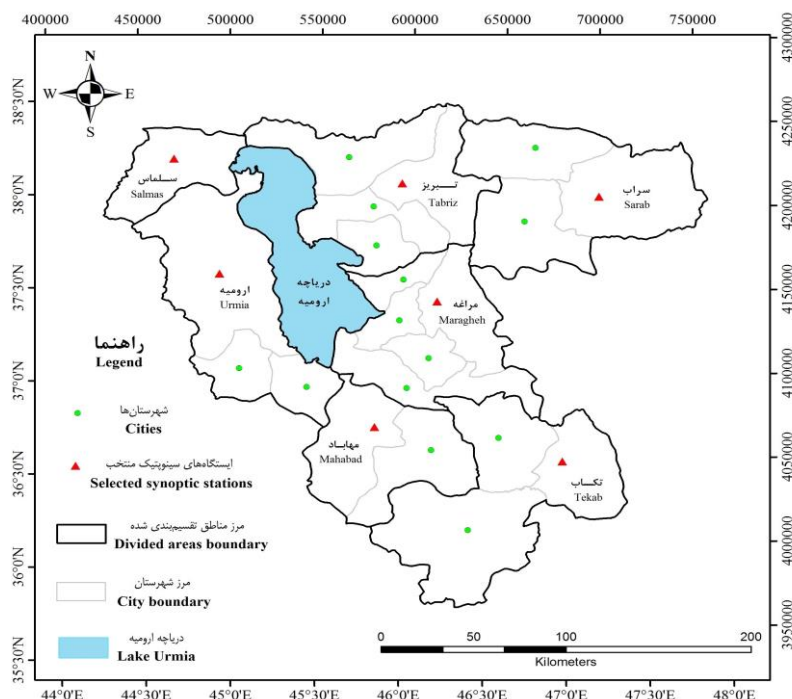 400000 450000 500000 550000 600000 650000 700000 750000
4300000
4250000
4200000
4150000
4100000
4050000
4000000
3950000
38°30'N
38°0'N
37°30'N
37°0'N
36°30'N
36°0'N
35°30'N
N
W E
S
سلماس
Salmas
تبریز
Tabriz
سراب
Sarab
ارومیه
Urmia
دریاچه
ارومیه
مراغه
Maragheh
مهاباد
Mahabad
تکاب
Tekab
راهنما
Legend
شهرستان‌ها
Cities
ایستگاه‌های سینوپتیک منتخب
Selected synoptic stations
مرز مناطق تقسیم‌بندی شده
Divided areas boundary
مرز شهرستان
City boundary
دریاچه ارومیه
Lake Urmia
0 50 100 200
Kilometers
44°0'E 44°30'E 45°0'E 45°30'E 46°0'E 46°30'E 47°0'E 47°30'E 48°0'E